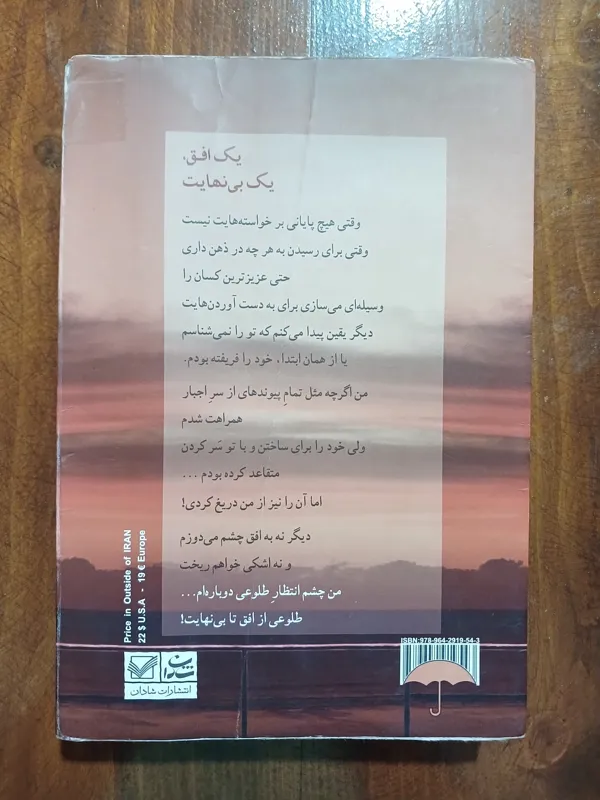 یک افق،
یک بی‌نهایت
وقتی هیچ پایانی بر خواسته‌هایت نیست
وقتی برای رسیدن به هر چه در ذهن داری
حتی عزیزترین کسان را
وسیله‌ای می‌سازی برای به دست آوردن‌هایت
دیگر یقین پیدا می‌کنم که تو را نمی‌شناسم
یا از همان ابتدا، خود را فریفته بودم.
من اگرچه مثل تمامِ پیوندهای از سرِ اجبار
همراهت شدم
ولی خود را برای ساختن و با تو سَر کردن
متقاعد کرده بودم ...
اما آن را نیز از من دریغ کردی!
دیگر نه به افق چشم می‌دوزم
و نه اشکی خواهم ریخت
من چشم انتظارِ طلوعی دوباره‌ام...
طلوعی از افق تا بی‌نهایت!
Price in Outside of IRAN
22 $ U.S.A - 19 € Europe
شادان
انتشارات شادان
ISBN:978-964-2919-54-3